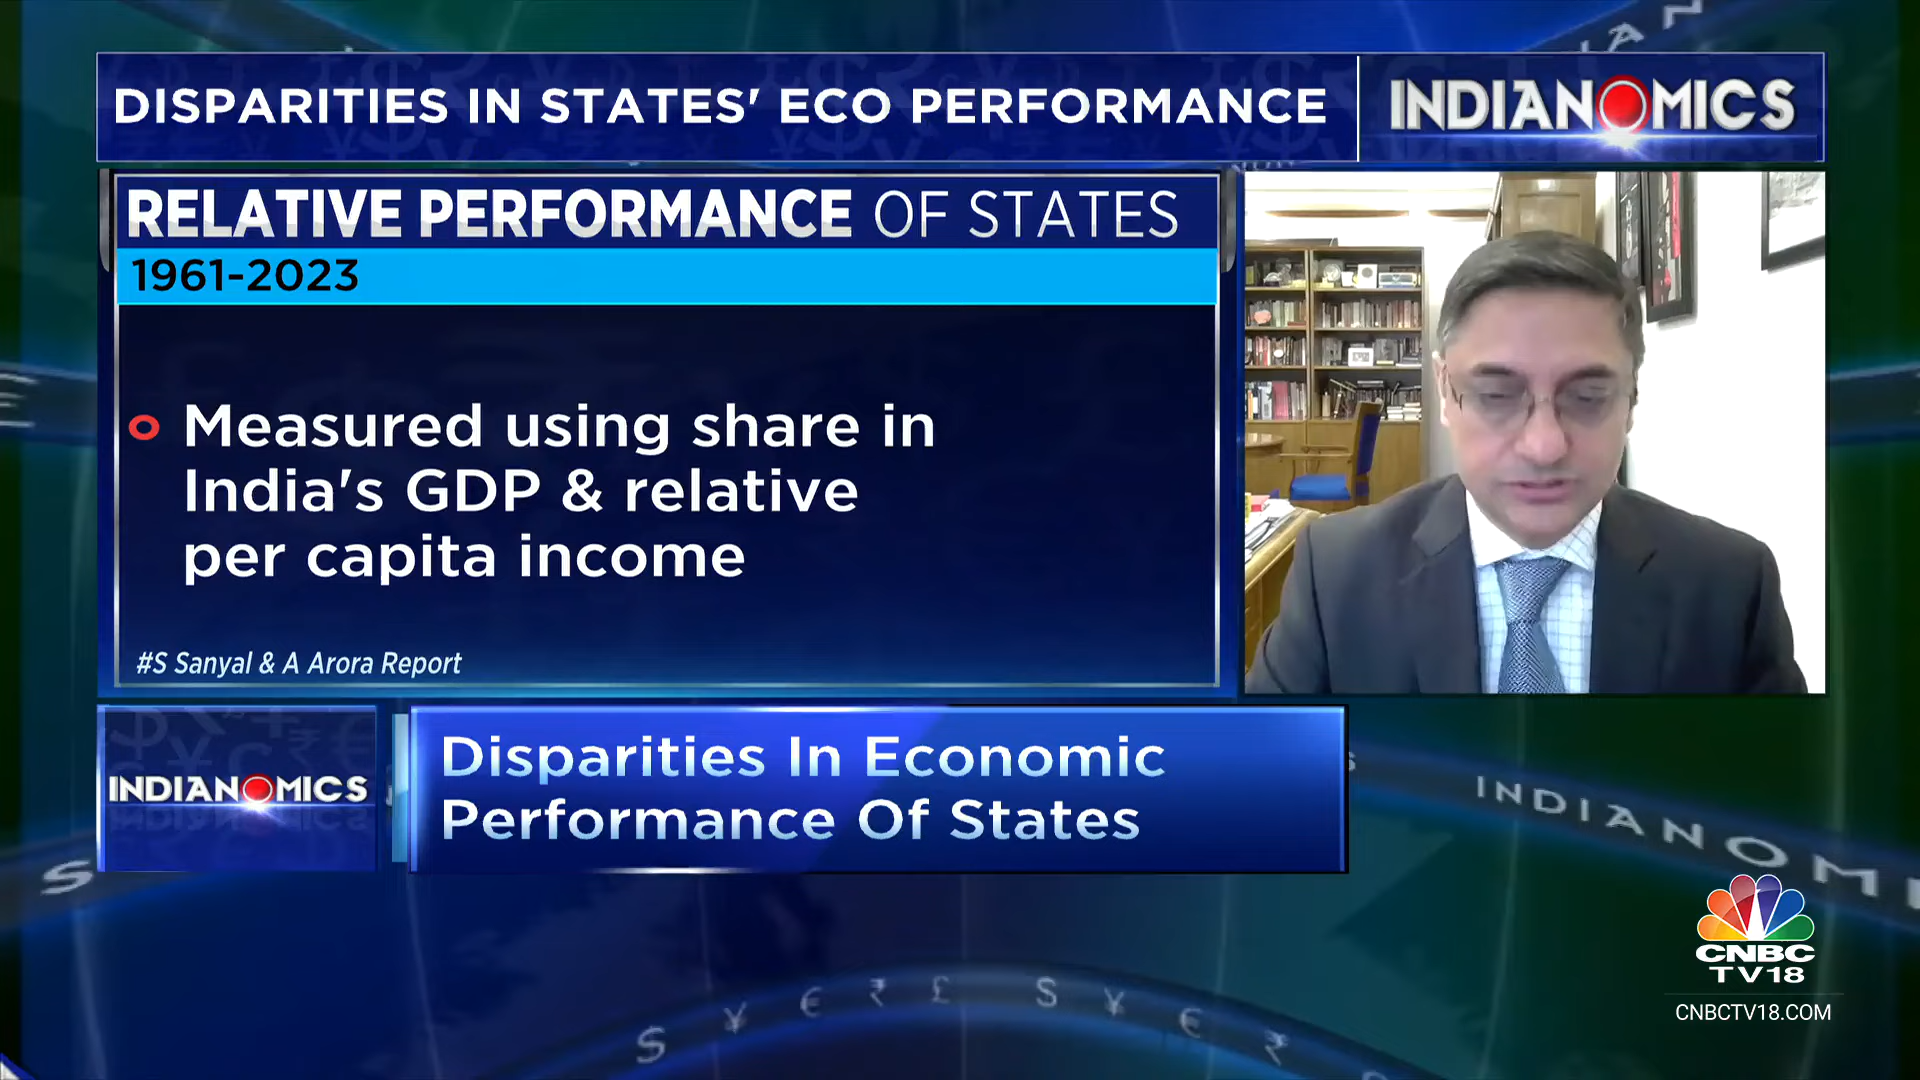 DISPARITIES IN STATES' ECO PERFORMANCE
INDIANOMICS
RELATIVE PERFORMANCE OF STATES
1961-2023
Measured using share in
India's GDP & relative
per capita income
#S Sanyal & A Arora Report
INDIANOMICS
Disparities In Economic
Performance Of States
INDIANOMI
CNBC
TV18
CNBCTV18.COM
S ¥ € ₹ £ S ¥ € ₹